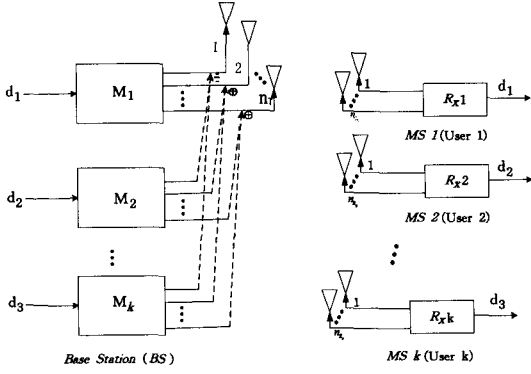 1
2
n
d₁
M₁
d₂
M₂
d₃
Mₖ
Base Station (BS)
1
Rₓ1
d₁
MS 1 (User 1)
1
Rₓ2
d₂
MS 2 (User 2)
1
Rₓk
d₃
MS k (User k)